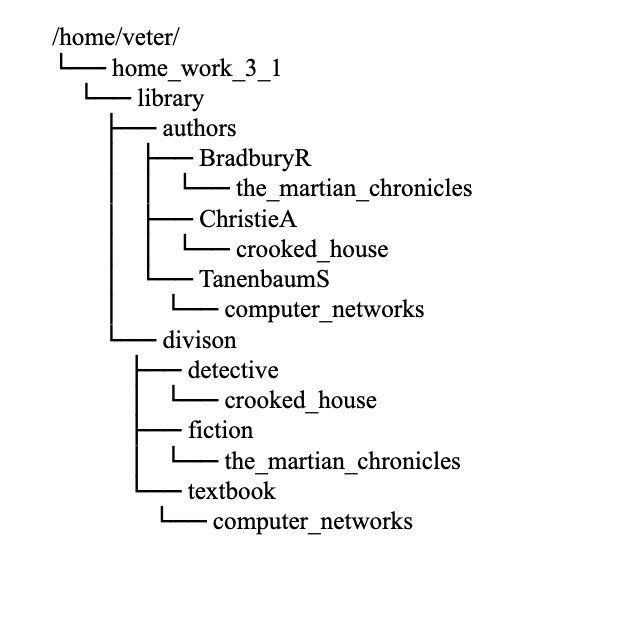 /home/veter/
└── home_work_3_1
└── library
├── authors
│ ├── BradburyR
│ │ └── the_martian_chronicles
│ ├── ChristieA
│ │ └── crooked_house
│ └── TanenbaumS
│ └── computer_networks
└── divison
├── detective
│ └── crooked_house
├── fiction
│ └── the_martian_chronicles
└── textbook
└── computer_networks